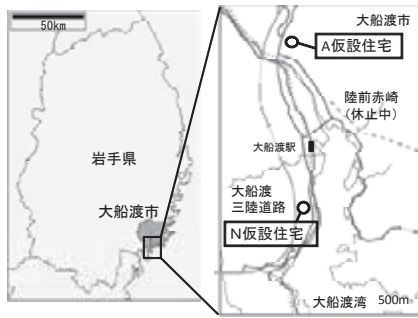 50km
岩手県
大船渡市
大船渡市
A仮設住宅
陸前赤崎
(休止中)
大船渡駅
大船渡
三陸道路
N仮設住宅
大船渡湾
500m